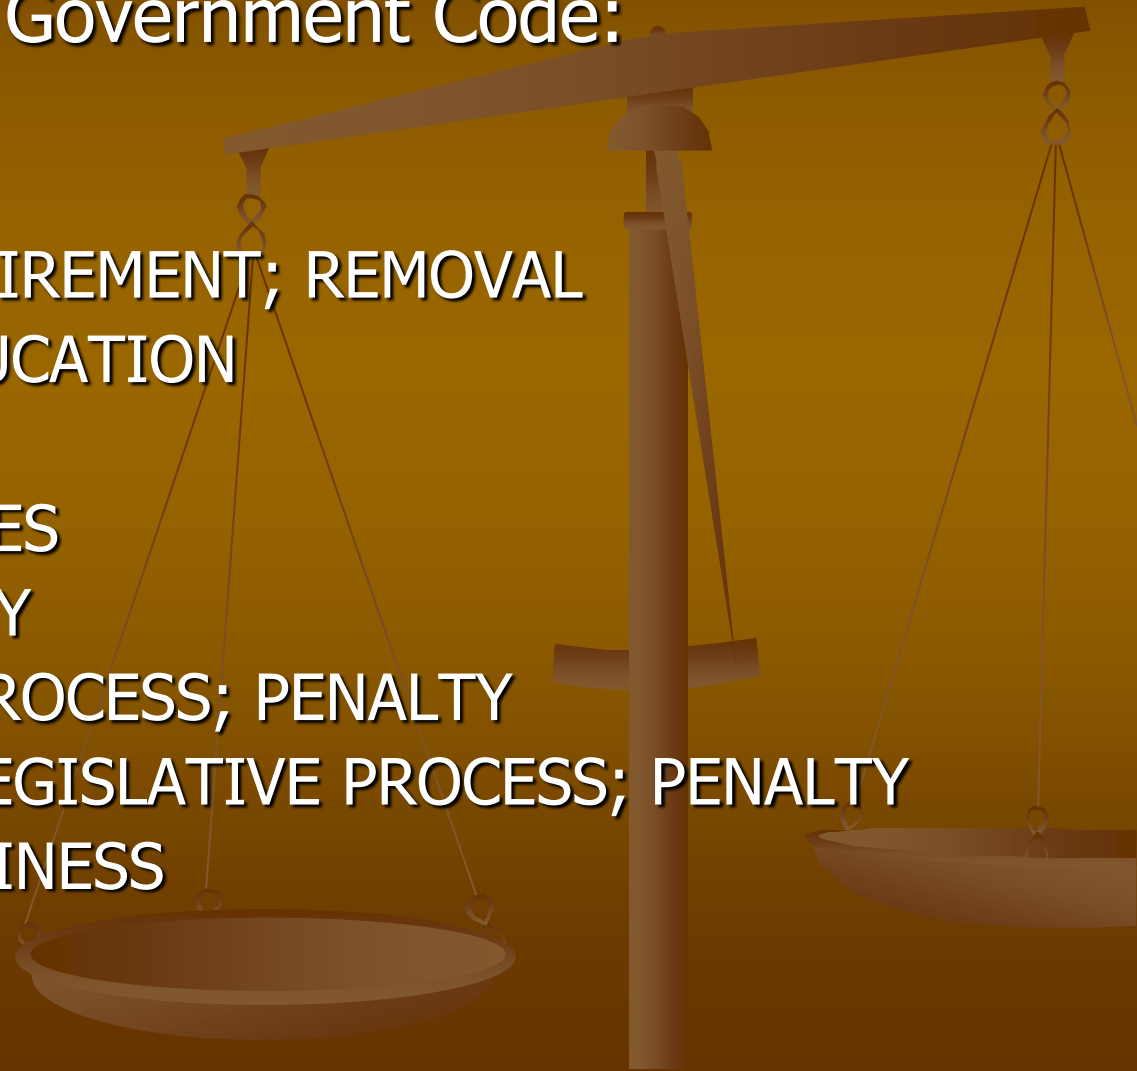 Government Code:
IREMENT; REMOVAL
UCATION
ES
Y
ROCESS; PENALTY
EGISLATIVE PROCESS; PENALTY
INESS